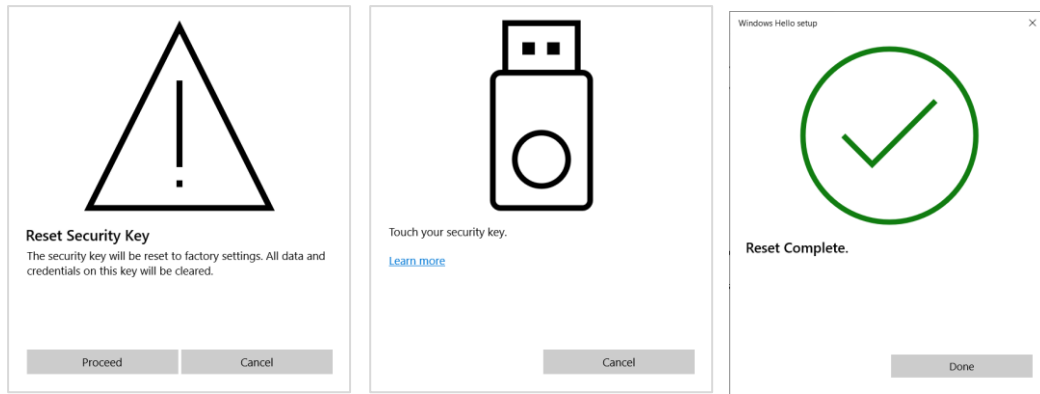 Reset Security Key
The security key will be reset to factory settings. All data and
credentials on this key will be cleared.
Proceed
Cancel
Touch your security key.
Learn more
Cancel
Windows Hello setup
Reset Complete.
Done